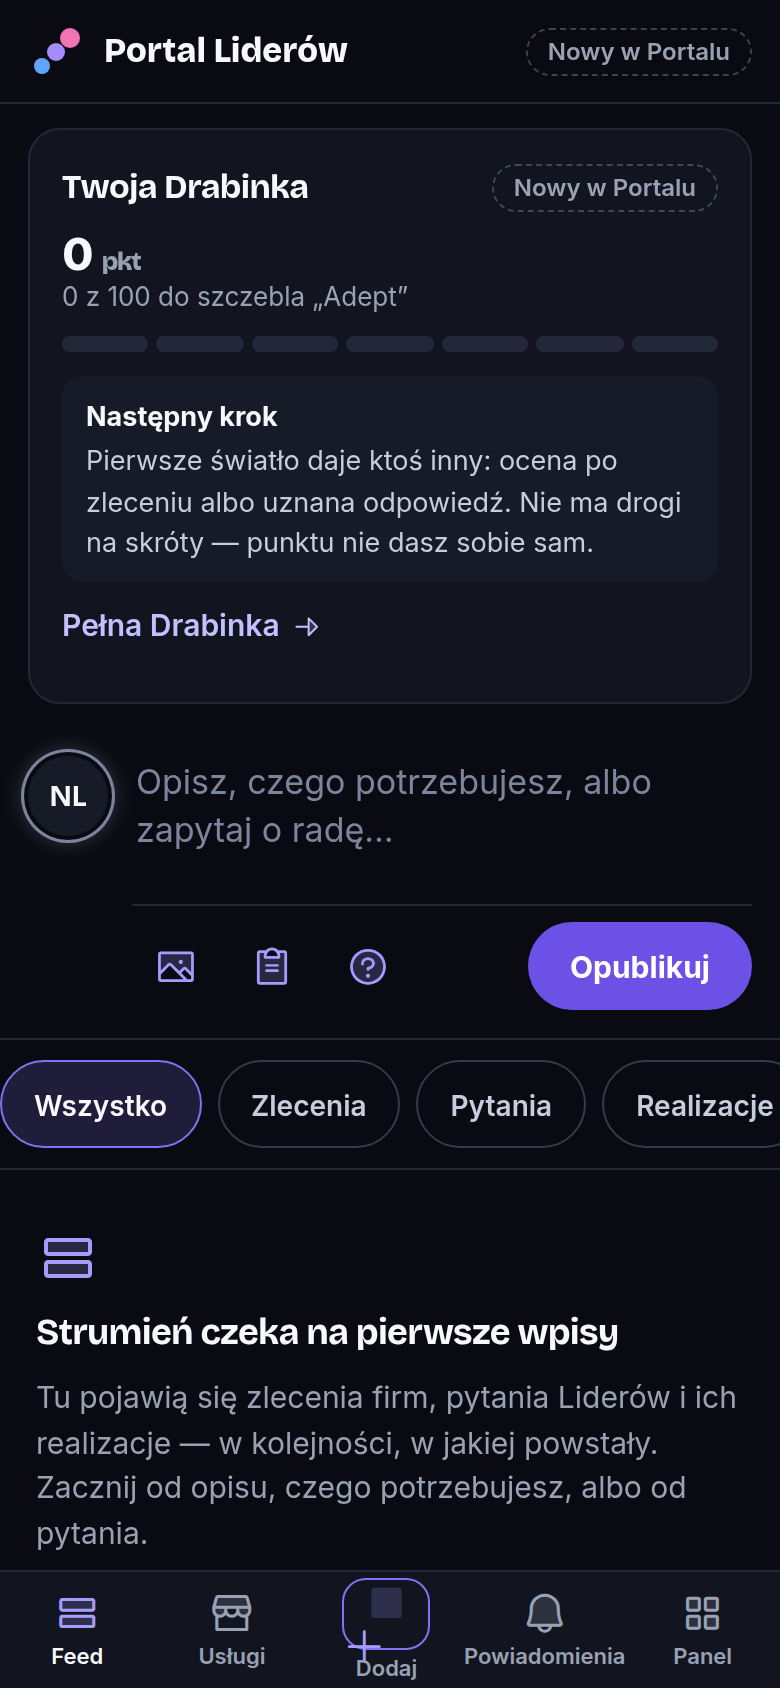 Portal Liderów
Nowy w Portalu
Twoja Drabinka
Nowy w Portalu
0 pkt
0 z 100 do szczebla „Adept”
Następny krok
Pierwsze światło daje ktoś inny: ocena po
zleceniu albo uznana odpowiedź. Nie ma drogi
na skróty — punktu nie dasz sobie sam.
Pełna Drabinka
NL
Opisz, czego potrzebujesz, albo
zapytaj o radę...
Opublikuj
Wszystko
Zlecenia
Pytania
Realizacje
Strumień czeka na pierwsze wpisy
Tu pojawią się zlecenia firm, pytania Liderów i ich
realizacje — w kolejności, w jakiej powstały.
Zacznij od opisu, czego potrzebujesz, albo od
pytania.
Feed
Usługi
Dodaj
Powiadomienia
Panel